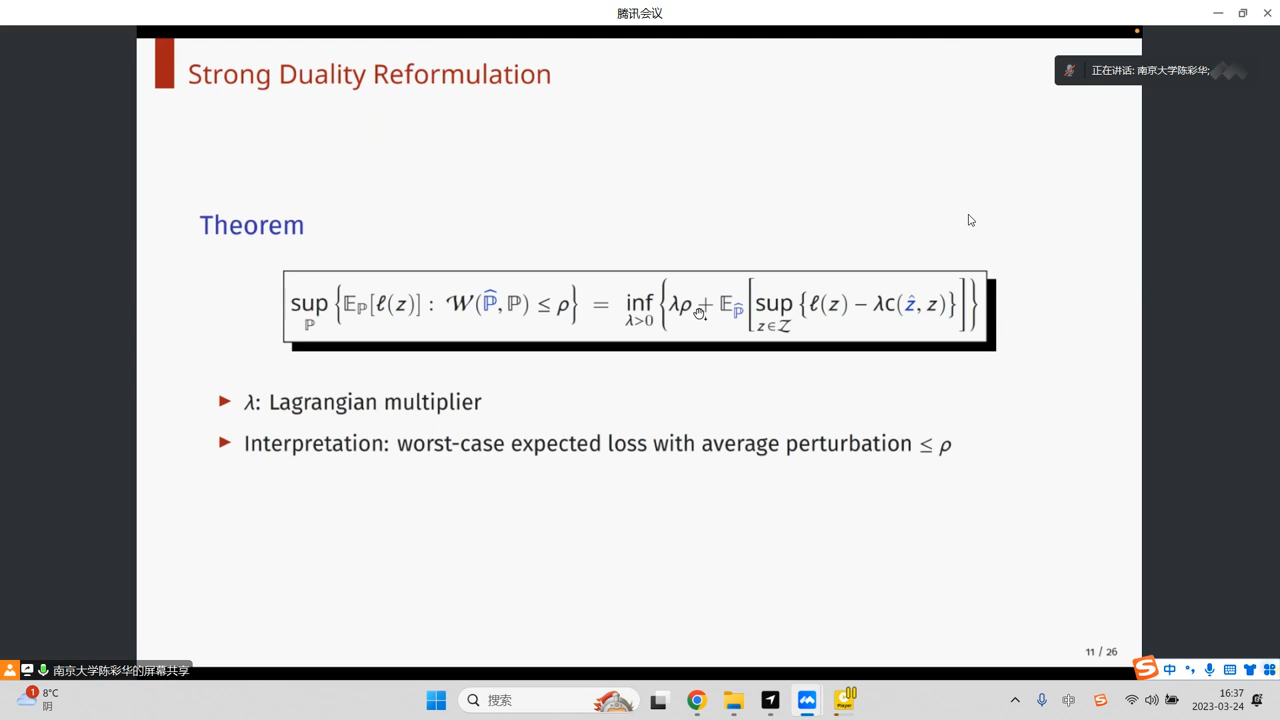 腾讯会议
Strong Duality Reformulation
正在讲话: 南京大学陈彩华;
Theorem
sup_ℙ {𝔼_ℙ[ℓ(z)] : 𝒲(ℙ̂, ℙ) ≤ ρ} = inf_{λ>0} {λρ + 𝔼_ℙ̂ [sup_{z∈𝒵} {ℓ(z) − λc(ẑ, z)}]}
λ: Lagrangian multiplier
Interpretation: worst-case expected loss with average perturbation ≤ ρ
11 / 26
南京大学陈彩华的屏幕共享
中
1
8°C
阴
搜索
Player
16:37
2023-03-24